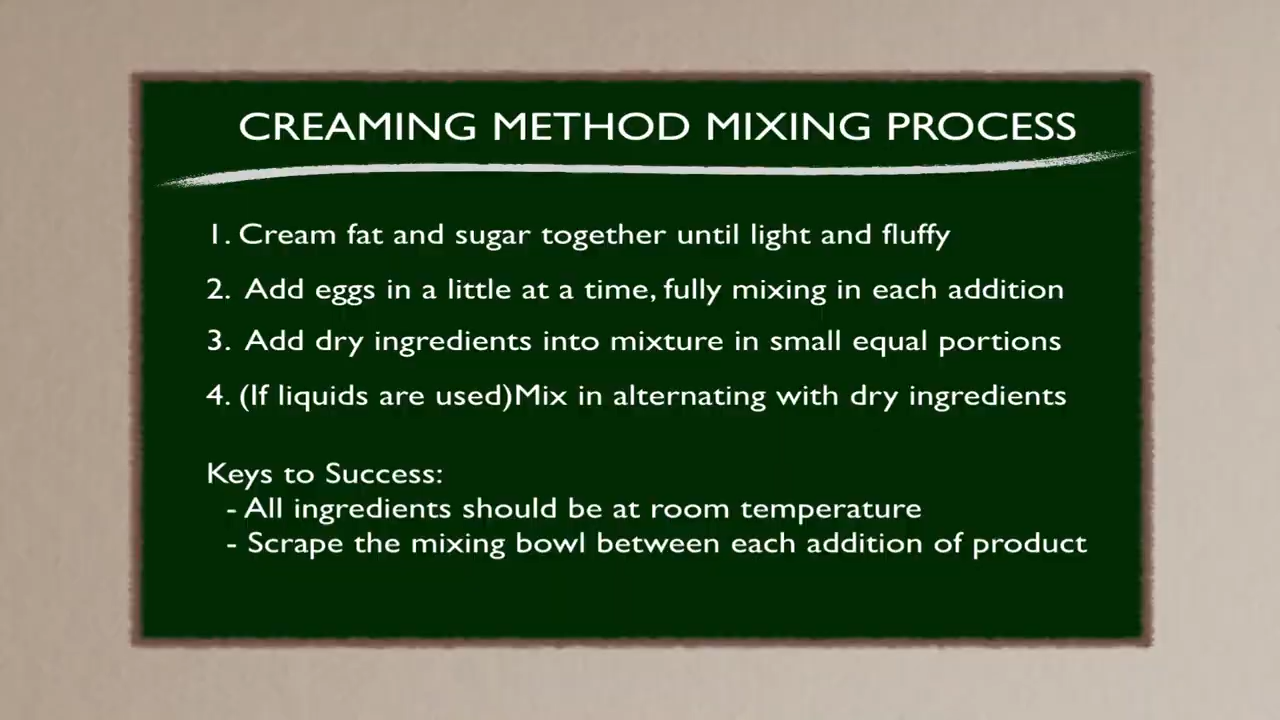 CREAMING METHOD MIXING PROCESS
1. Cream fat and sugar together until light and fluffy
2. Add eggs in a little at a time, fully mixing in each addition
3. Add dry ingredients into mixture in small equal portions
4. (If liquids are used)Mix in alternating with dry ingredients
Keys to Success:
- All ingredients should be at room temperature
- Scrape the mixing bowl between each addition of product